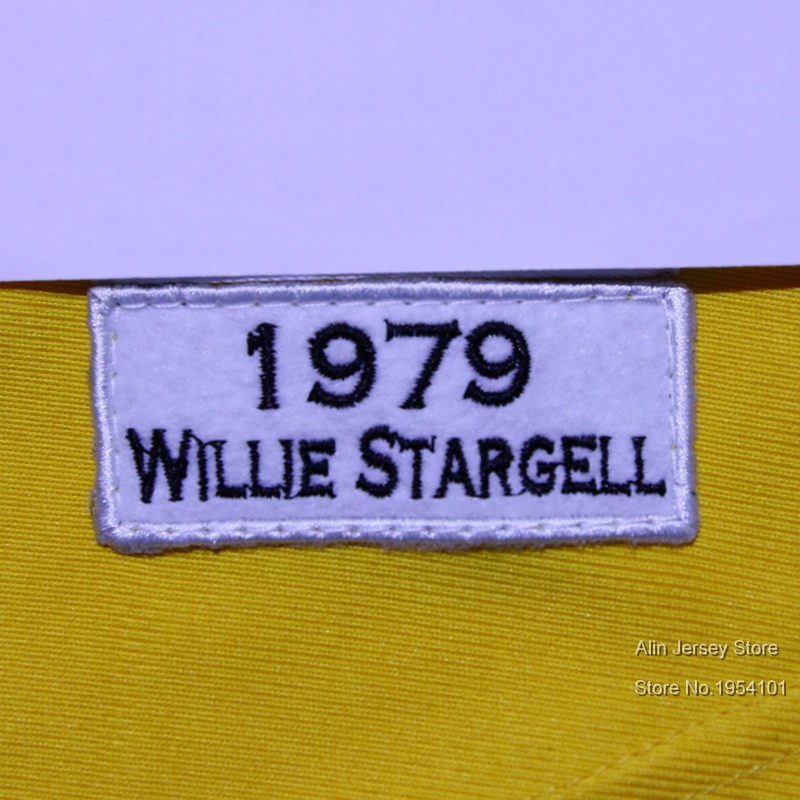 1979
WILLIE STARGELL
Alin Jersey Store
Store No.1954101